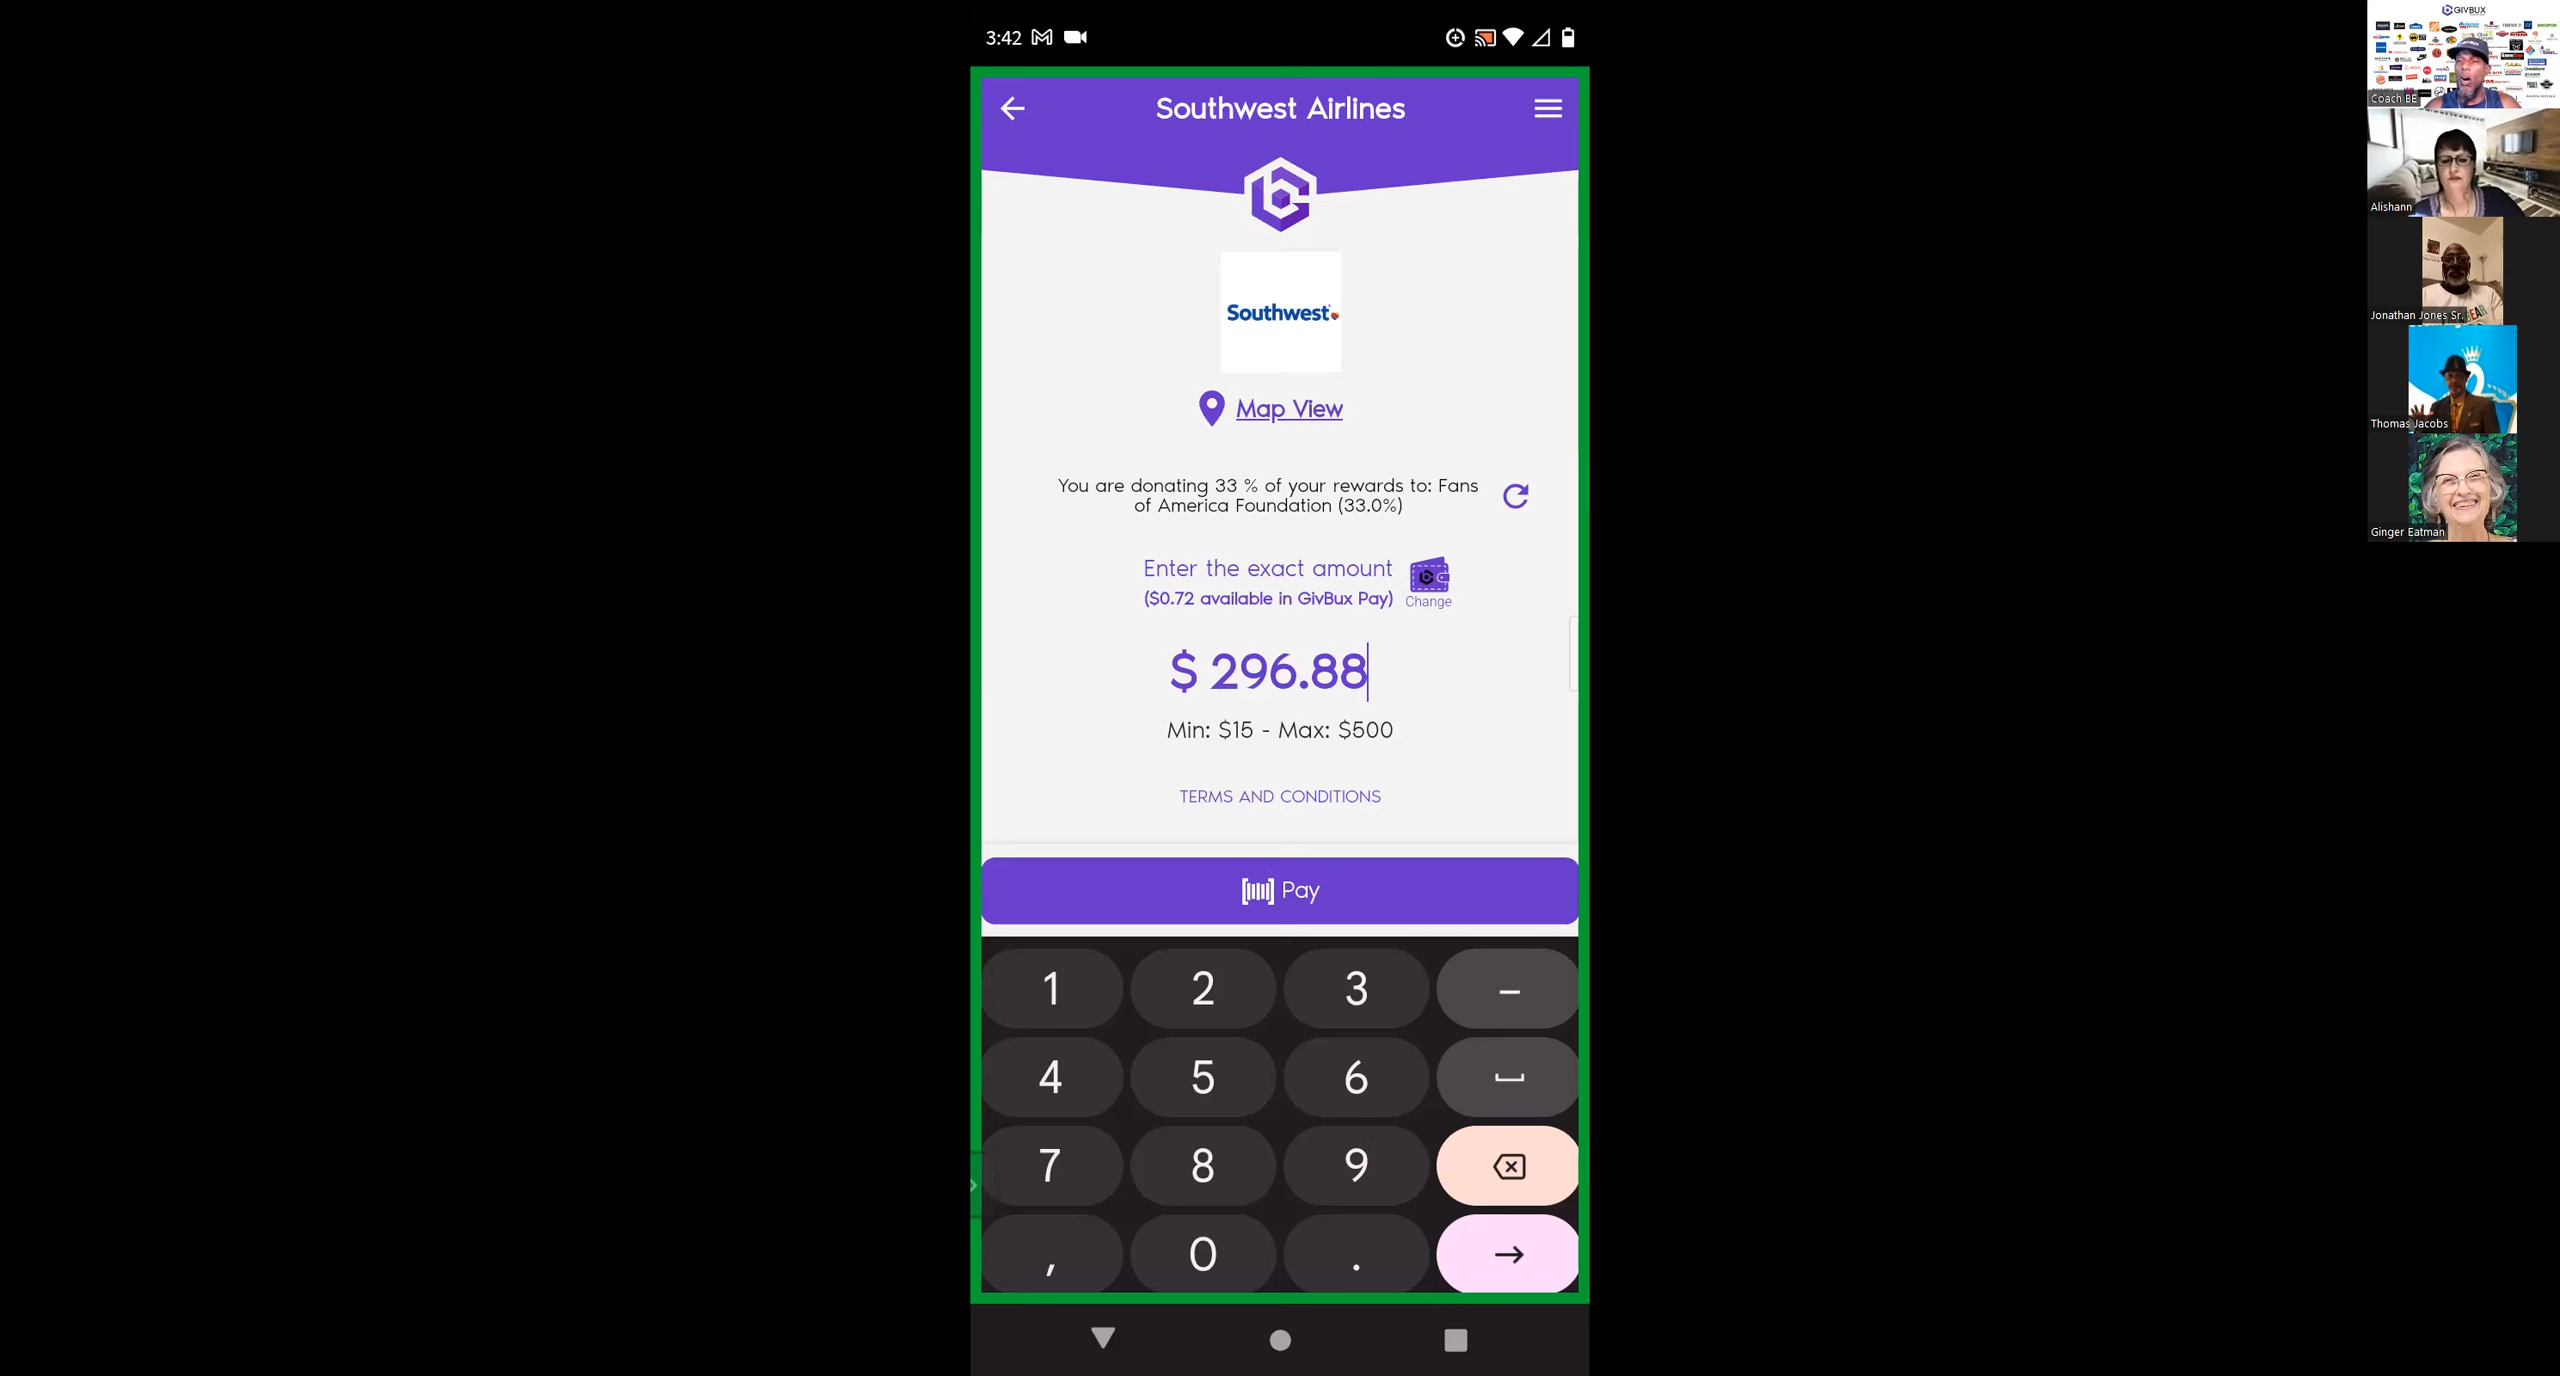 3:42
Southwest Airlines
Southwest
Map View
You are donating 33 % of your rewards to: Fans
of America Foundation (33.0%)
Enter the exact amount
($0.72 available in GivBux Pay)
Change
$ 296.88
Min: $15 - Max: $500
TERMS AND CONDITIONS
Pay
1 2 3 –
4 5 6
7 8 9
, 0 .
GIVBUX
Coach BE
Alishann
Jonathan Jones Sr.
Thomas Jacobs
Ginger Eatman